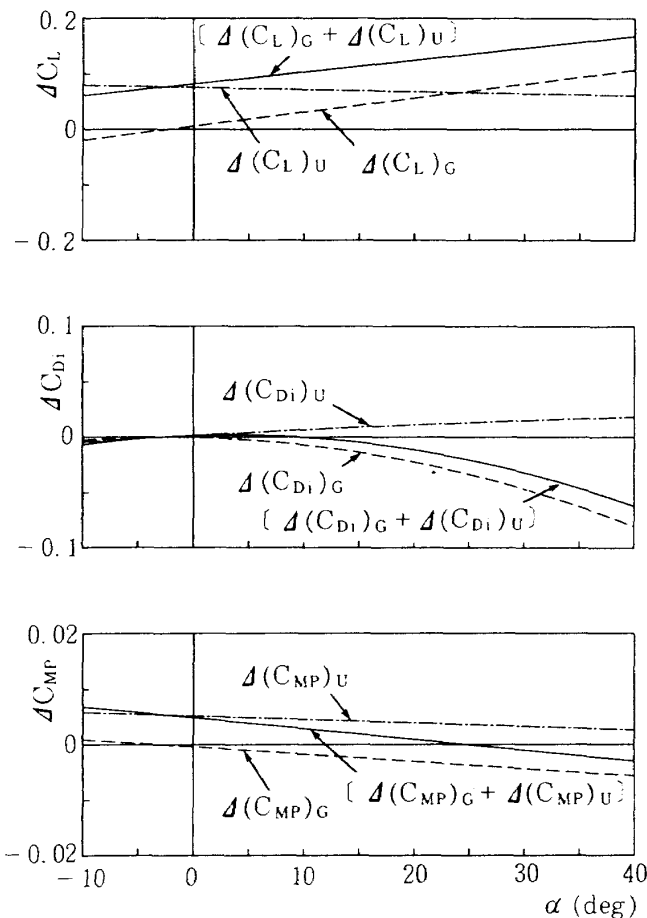 0.2
[ Δ(C_L)_G + Δ(C_L)_U ]
ΔC_L
0
Δ(C_L)_U Δ(C_L)_G
−0.2
0.1
ΔC_Di
Δ(C_Di)_U
0
Δ(C_Di)_G
[ Δ(C_Di)_G + Δ(C_Di)_U ]
−0.1
0.02
ΔC_MP
Δ(C_MP)_U
0
Δ(C_MP)_G [ Δ(C_MP)_G + Δ(C_MP)_U ]
−0.02
−10 0 10 20 30 40
α (deg)